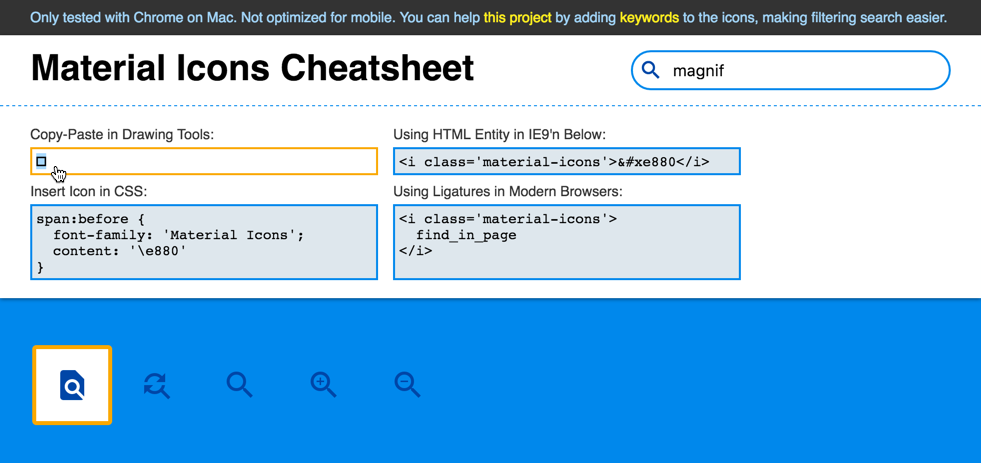 Only tested with Chrome on Mac. Not optimized for mobile. You can help this project by adding keywords to the icons, making filtering search easier.
Material Icons Cheatsheet
magnif
Copy-Paste in Drawing Tools:
Using HTML Entity in IE9'n Below:
<i class='material-icons'>&#xe880</i>
Insert Icon in CSS:
span:before {
  font-family: 'Material Icons';
  content: '\e880'
}
Using Ligatures in Modern Browsers:
<i class='material-icons'>
  find_in_page
</i>